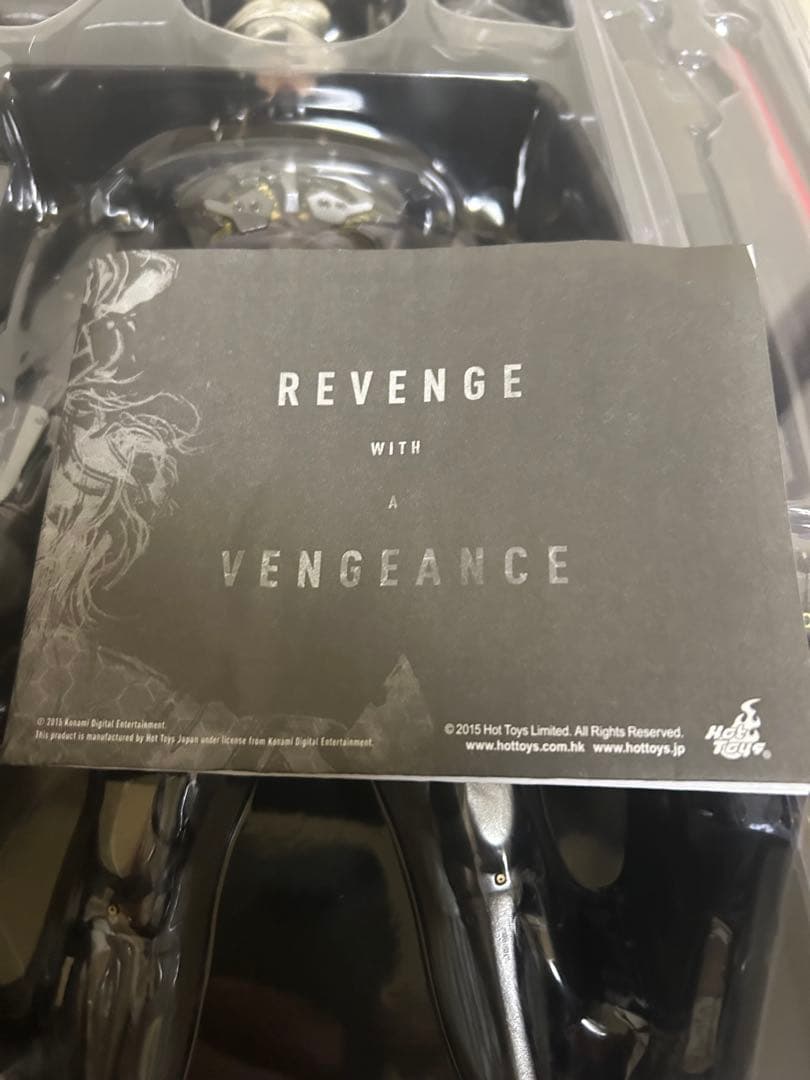 REVENGE
WITH
A
VENGEANCE
© 2015 Konami Digital Entertainment.
This product is manufactured by Hot Toys Japan under license from Konami Digital Entertainment.
© 2015 Hot Toys Limited. All Rights Reserved.
www.hottoys.com.hk www.hottoys.jp
Hot
Toys®